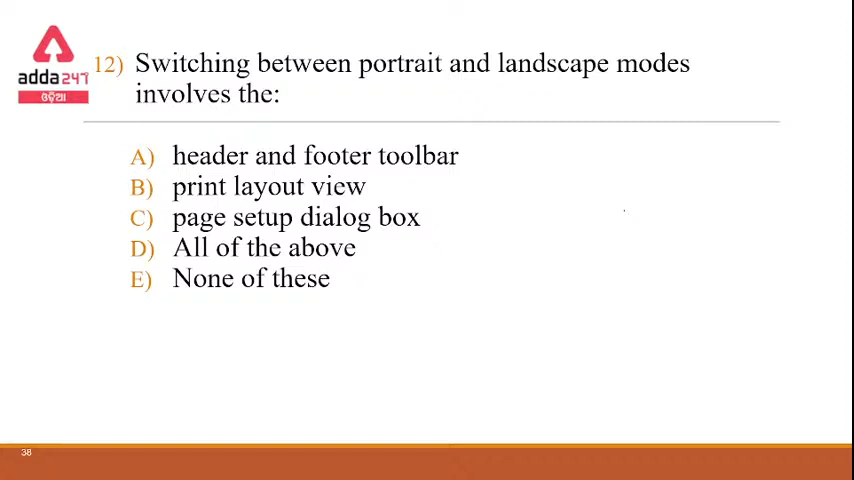 adda247
ଓଡ଼ିଆ
12) Switching between portrait and landscape modes
involves the:
A) header and footer toolbar
B) print layout view
C) page setup dialog box
D) All of the above
E) None of these
38